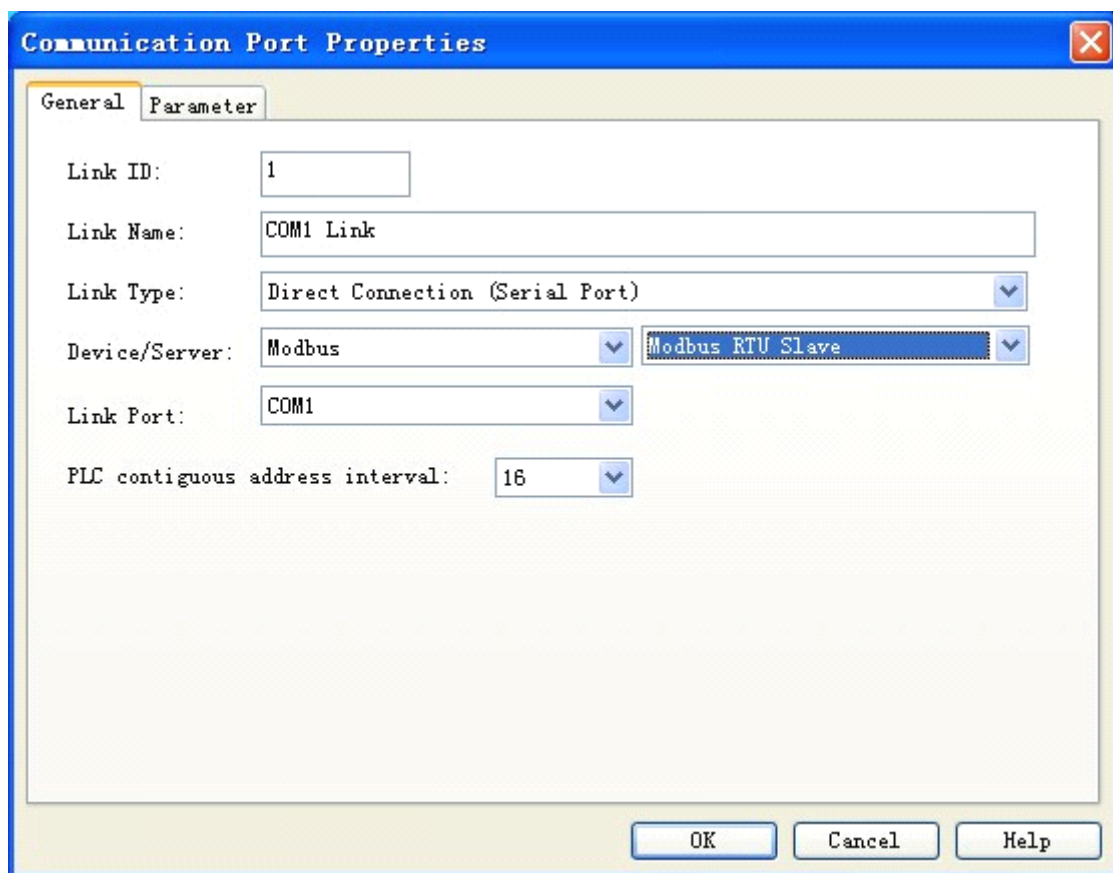 Communication Port Properties
General Parameter
Link ID: 1
Link Name: COM1 Link
Link Type: Direct Connection (Serial Port)
Device/Server: Modbus Modbus RTU Slave
Link Port: COM1
PLC contiguous address interval: 16
OK Cancel Help